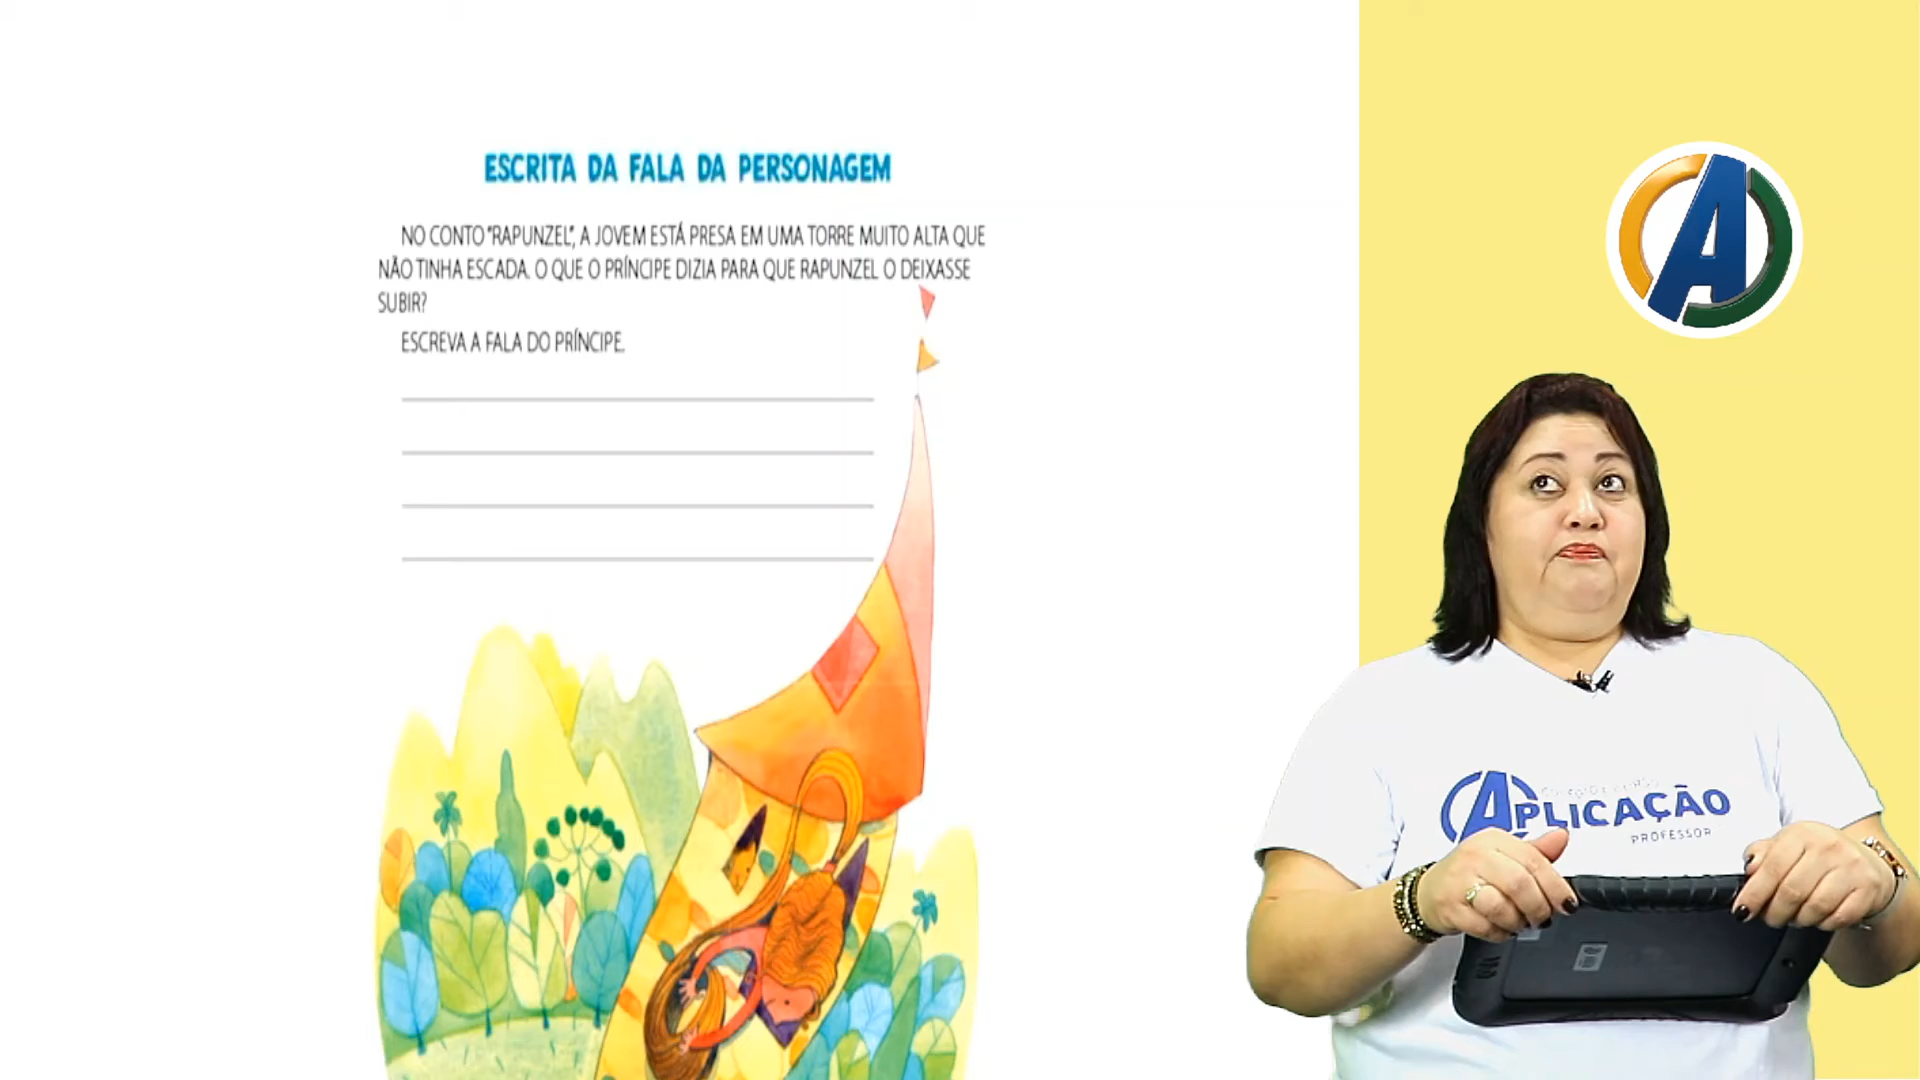 ESCRITA DA FALA DA PERSONAGEM
NO CONTO "RAPUNZEL", A JOVEM ESTÁ PRESA EM UMA TORRE MUITO ALTA QUE
NÃO TINHA ESCADA. O QUE O PRÍNCIPE DIZIA PARA QUE RAPUNZEL O DEIXASSE
SUBIR?
ESCREVA A FALA DO PRÍNCIPE.
A
APLICAÇÃO
PROFESSOR